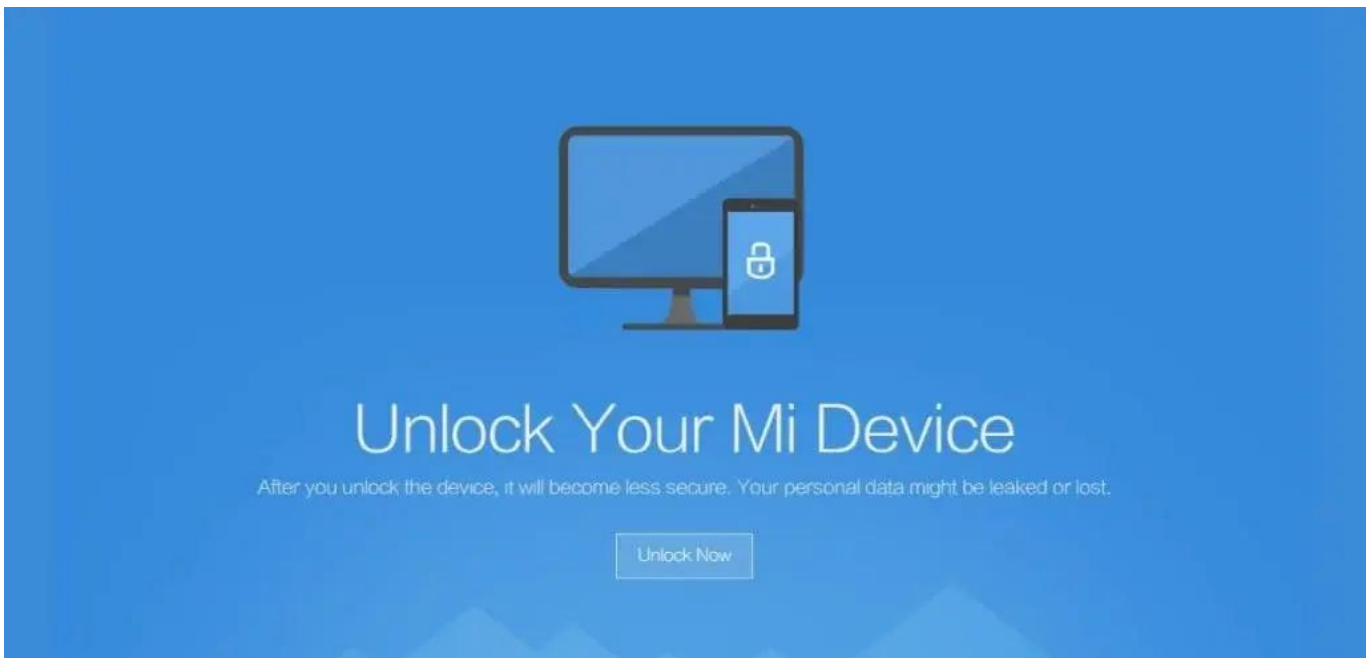 Unlock Your Mi Device
After you unlock the device, it will become less secure. Your personal data might be leaked or lost.
Unlock Now